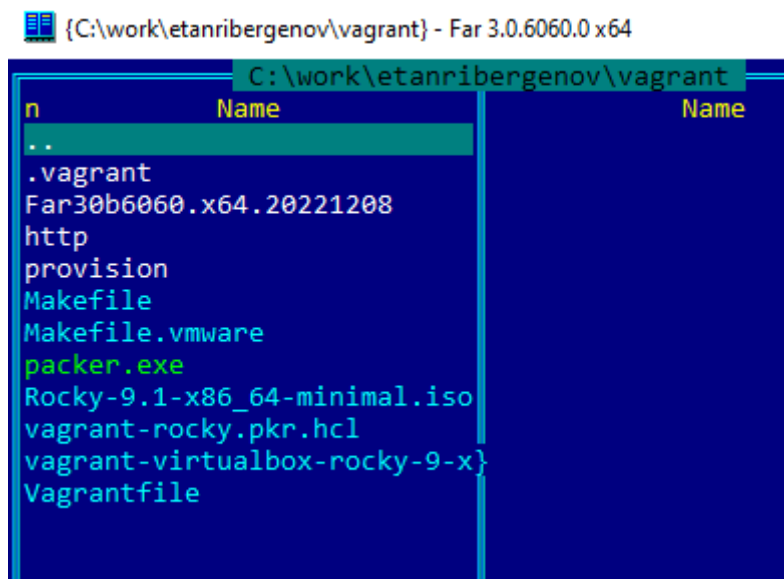 {C:\work\etanribergenov\vagrant} - Far 3.0.6060.0 x64
C:\work\etanribergenov\vagrant
n Name Name
..
.vagrant
Far30b6060.x64.20221208
http
provision
Makefile
Makefile.vmware
packer.exe
Rocky-9.1-x86_64-minimal.iso
vagrant-rocky.pkr.hcl
vagrant-virtualbox-rocky-9-x}
Vagrantfile